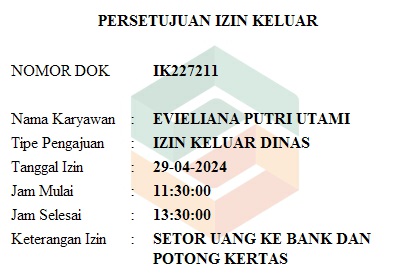 PERSETUJUAN IZIN KELUAR
NOMOR DOK IK227211
Nama Karyawan : EVIELIANA PUTRI UTAMI
Tipe Pengajuan : IZIN KELUAR DINAS
Tanggal Izin : 29-04-2024
Jam Mulai : 11:30:00
Jam Selesai : 13:30:00
Keterangan Izin : SETOR UANG KE BANK DAN
POTONG KERTAS